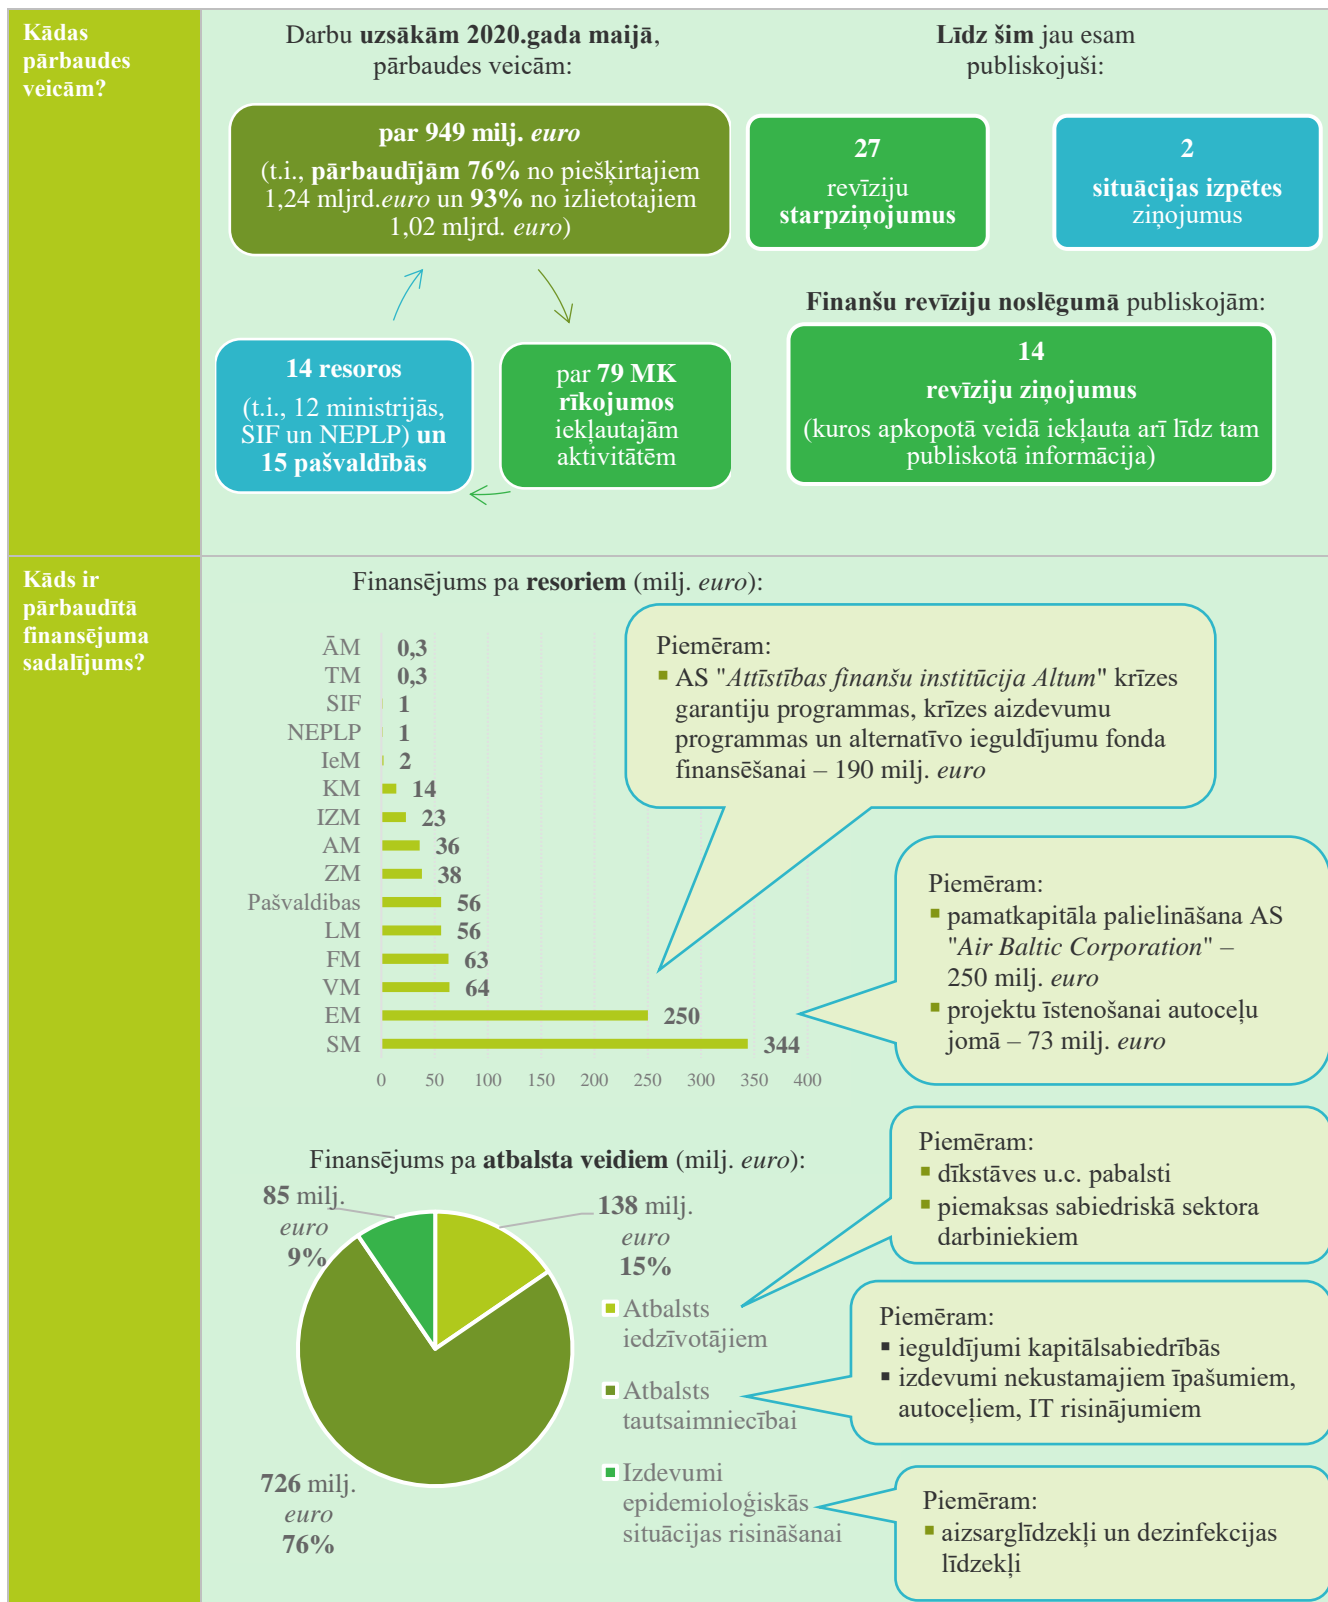 Kādas
pārbaudes
veicām?
Darbu uzsākām 2020.gada maijā,
pārbaudes veicām:
par 949 milj. euro
(t.i., pārbaudījām 76% no piešķirtajiem
1,24 mljrd.euro un 93% no izlietotajiem
1,02 mljrd. euro)
14 resoros
(t.i., 12 ministrijās,
SIF un NEPLP) un
15 pašvaldībās
par 79 MK
rīkojumos
iekļautajām
aktivitātēm
Līdz šim jau esam
publiskojuši:
27
revīziju
starpziņojumus
2
situācijas izpētes
ziņojumus
Finanšu revīziju noslēgumā publiskojām:
14
revīziju ziņojumus
(kuros apkopotā veidā iekļauta arī līdz tam
publiskotā informācija)
Kāds ir
pārbaudītā
finansējuma
sadalījums?
Finansējums pa resoriem (milj. euro):
ĀM 0,3
TM 0,3
SIF 1
NEPLP 1
IeM 2
KM 14
IZM 23
AM 36
ZM 38
Pašvaldibas 56
LM 56
FM 63
VM 64
EM 250
SM 344
0 50 100 150 200 250 300 350 400
Piemēram:
▪ AS "Attīstības finanšu institūcija Altum" krīzes
garantiju programmas, krīzes aizdevumu
programmas un alternatīvo ieguldījumu fonda
finansēšanai – 190 milj. euro
Piemēram:
▪ pamatkapitāla palielināšana AS
"Air Baltic Corporation" –
250 milj. euro
▪ projektu īstenošanai autoceļu
jomā – 73 milj. euro
Finansējums pa atbalsta veidiem (milj. euro):
85 milj.
euro
9%
138 milj.
euro
15%
726 milj.
euro
76%
Atbalsts
iedzīvotājiem
Atbalsts
tautsaimniecībai
Izdevumi
epidemioloģiskās
situācijas risināšanai
Piemēram:
▪ dīkstāves u.c. pabalsti
▪ piemaksas sabiedriskā sektora
darbiniekiem
Piemēram:
▪ ieguldījumi kapitālsabiedrībās
▪ izdevumi nekustamajiem īpašumiem,
autoceļiem, IT risinājumiem
Piemēram:
▪ aizsarglīdzekļi un dezinfekcijas
līdzekļi